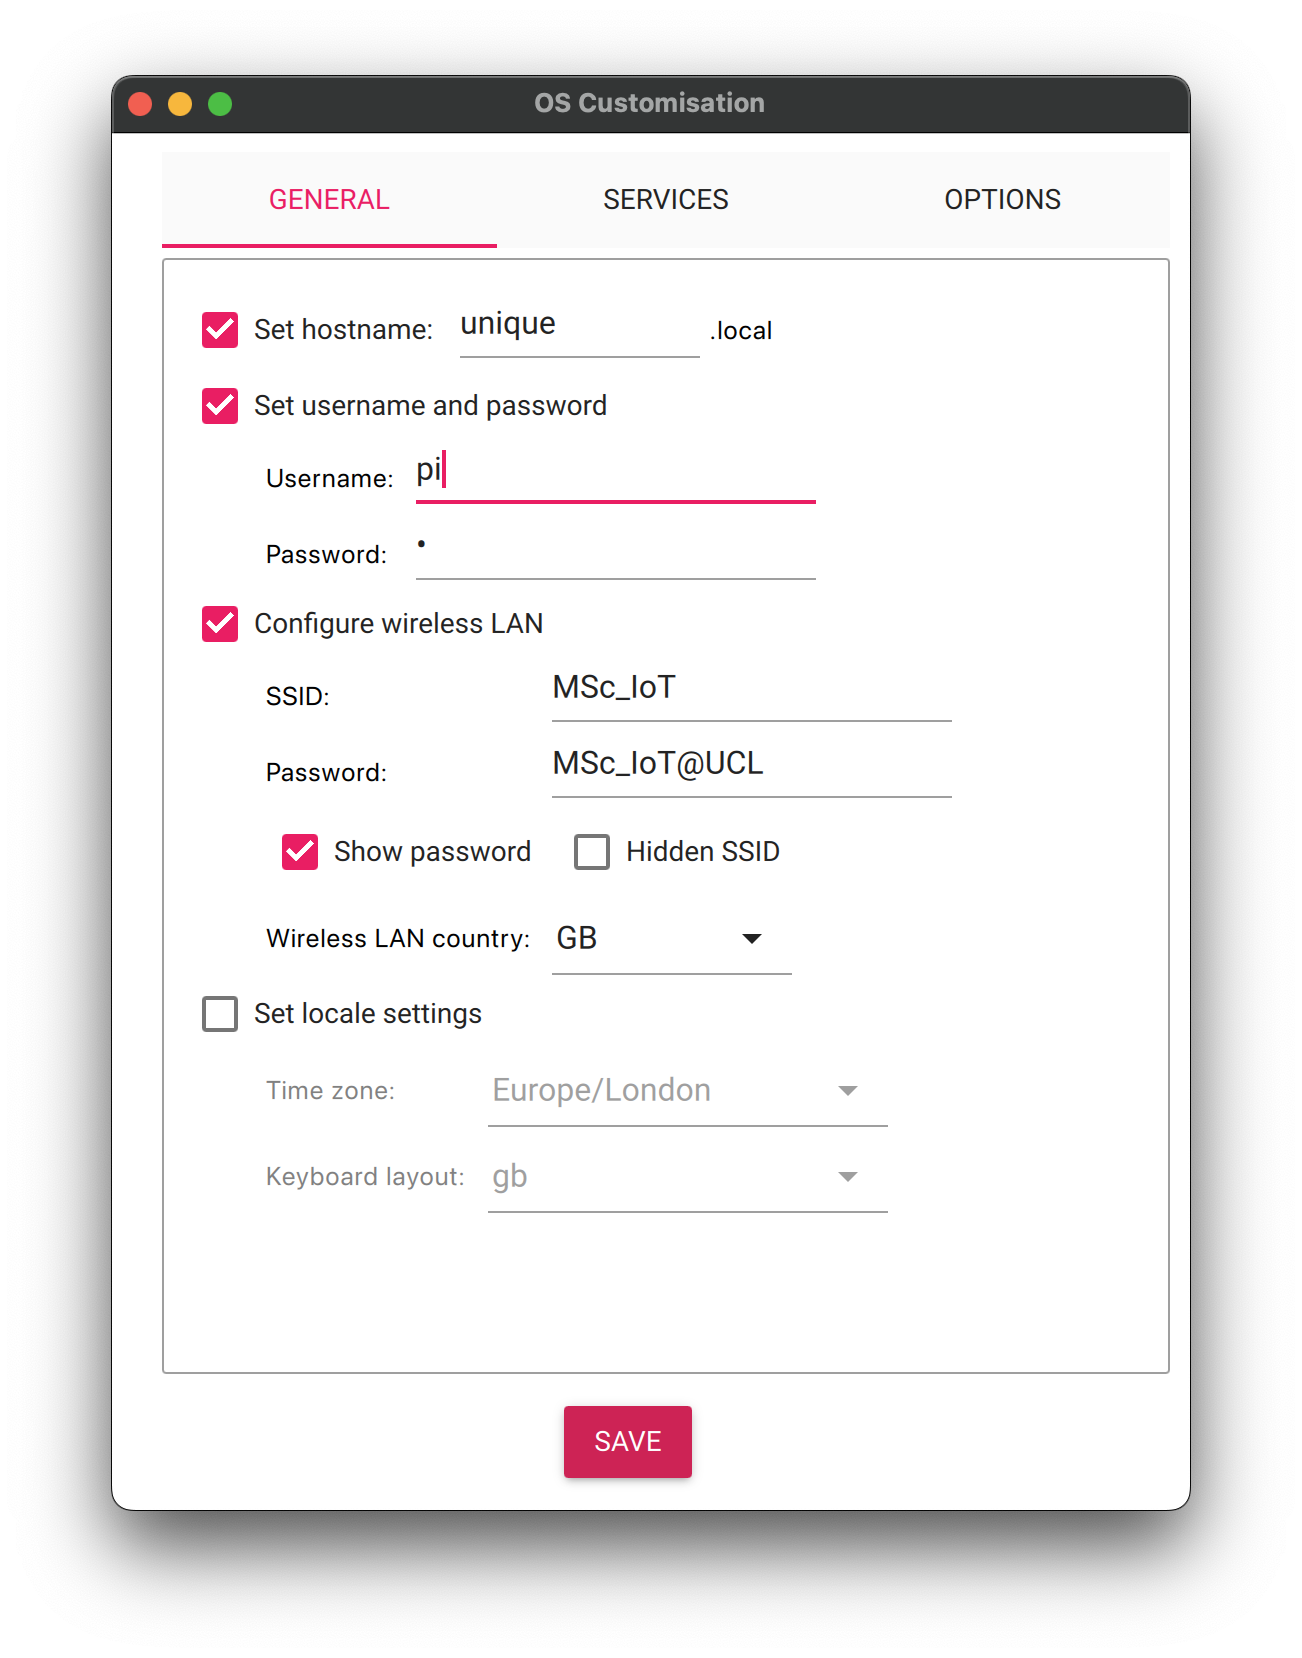 OS Customisation
GENERAL SERVICES OPTIONS
Set hostname: unique .local
Set username and password
Username: pi
Password: •
Configure wireless LAN
SSID: MSc_IoT
Password: MSc_IoT@UCL
Show password Hidden SSID
Wireless LAN country: GB
Set locale settings
Time zone: Europe/London
Keyboard layout: gb
SAVE